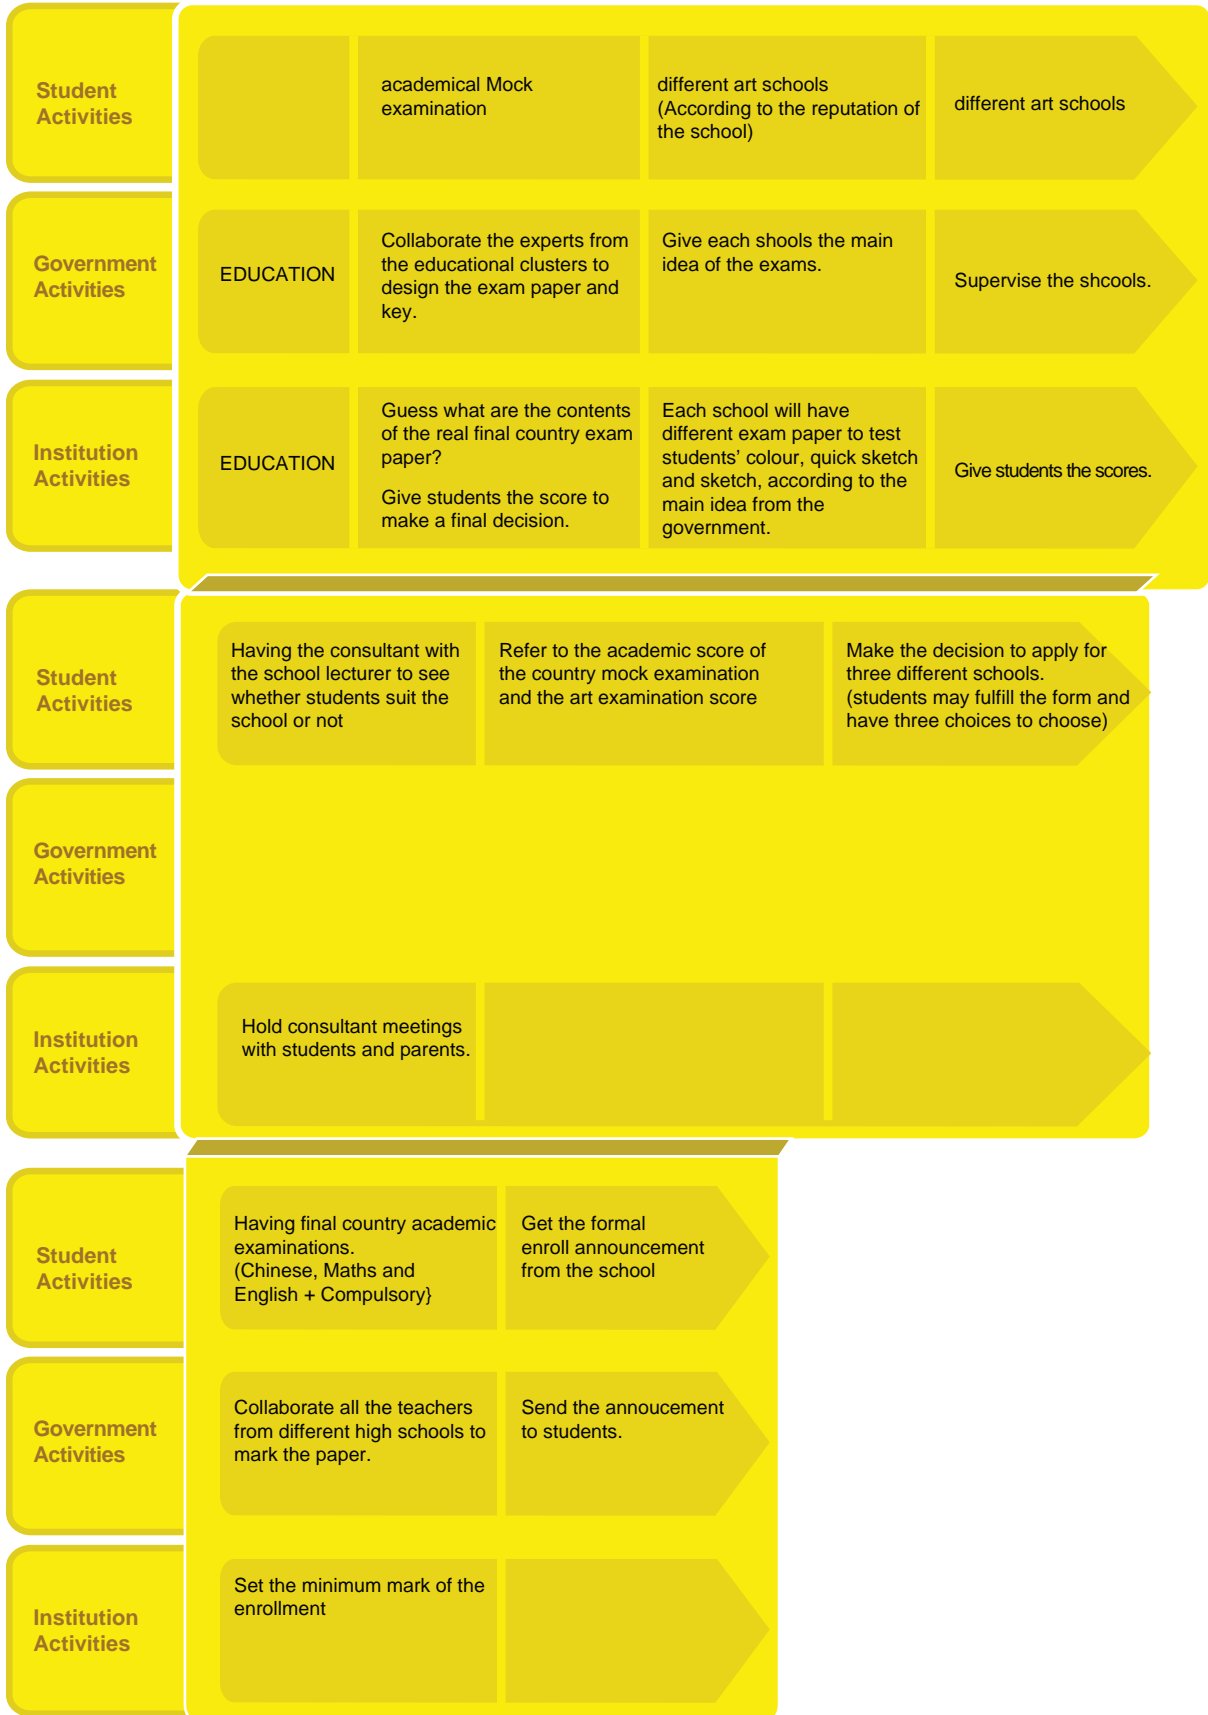 Student
Activities
academical Mock
examination
different art schools
(According to the reputation of
the school)
different art schools
Government
Activities
EDUCATION
Collaborate the experts from
the educational clusters to
design the exam paper and
key.
Give each shools the main
idea of the exams.
Supervise the shcools.
Institution
Activities
EDUCATION
Guess what are the contents
of the real final country exam
paper?
Give students the score to
make a final decision.
Each school will have
different exam paper to test
students’ colour, quick sketch
and sketch, according to the
main idea from the
government.
Give students the scores.
Student
Activities
Having the consultant with
the school lecturer to see
whether students suit the
school or not
Refer to the academic score of
the country mock examination
and the art examination score
Make the decision to apply for
three different schools.
(students may fulfill the form and
have three choices to choose)
Government
Activities
Institution
Activities
Hold consultant meetings
with students and parents.
Student
Activities
Having final country academic
examinations.
(Chinese, Maths and
English + Compulsory}
Get the formal
enroll announcement
from the school
Government
Activities
Collaborate all the teachers
from different high schools to
mark the paper.
Send the annoucement
to students.
Institution
Activities
Set the minimum mark of the
enrollment